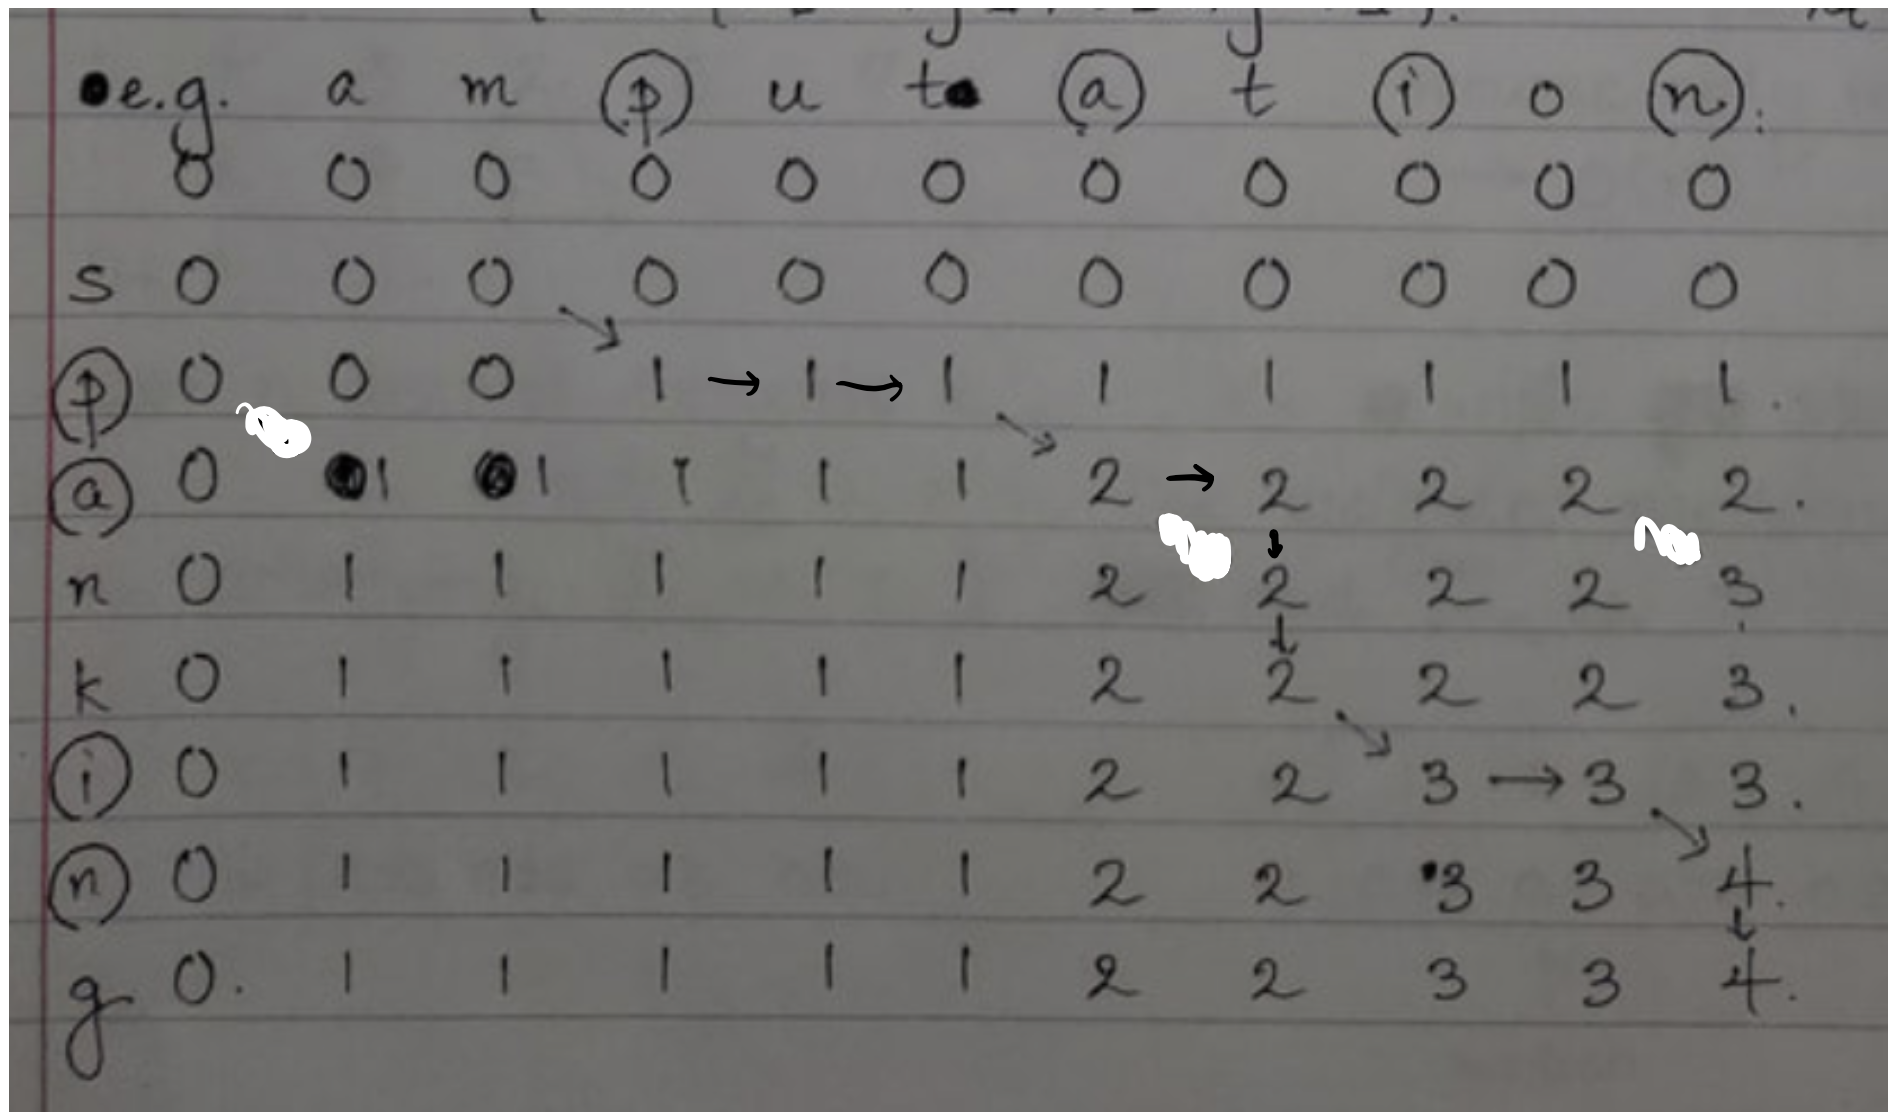 e.g. a m p u t a t i o n :
0 0 0 0 0 0 0 0 0 0 0
s 0 0 0 0 0 0 0 0 0 0 0
p 0 0 0 1 → 1 → 1 1 1 1 1 1 .
a 0 1 1 1 1 1 2 → 2 2 2 2 .
n 0 1 1 1 1 1 2 2 2 2 3
k 0 1 1 1 1 1 2 2 2 2 3 .
i 0 1 1 1 1 1 2 2 3 → 3 3 .
n 0 1 1 1 1 1 2 2 3 3 4 .
g 0 . 1 1 1 1 1 2 2 3 3 4 .